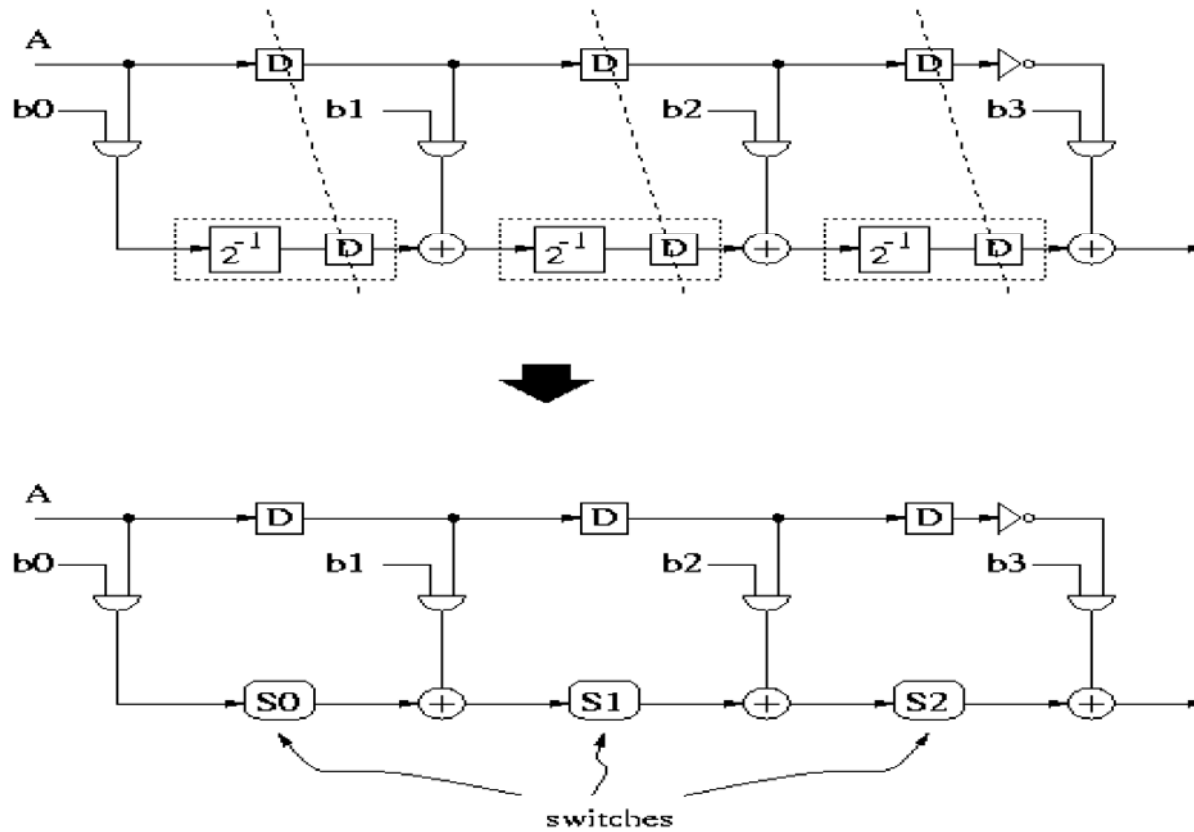 A
D D D
b0 b1 b2 b3
2^-1 D + 2^-1 D + 2^-1 D +
A
D D D
b0 b1 b2 b3
S0 + S1 + S2 +
switches